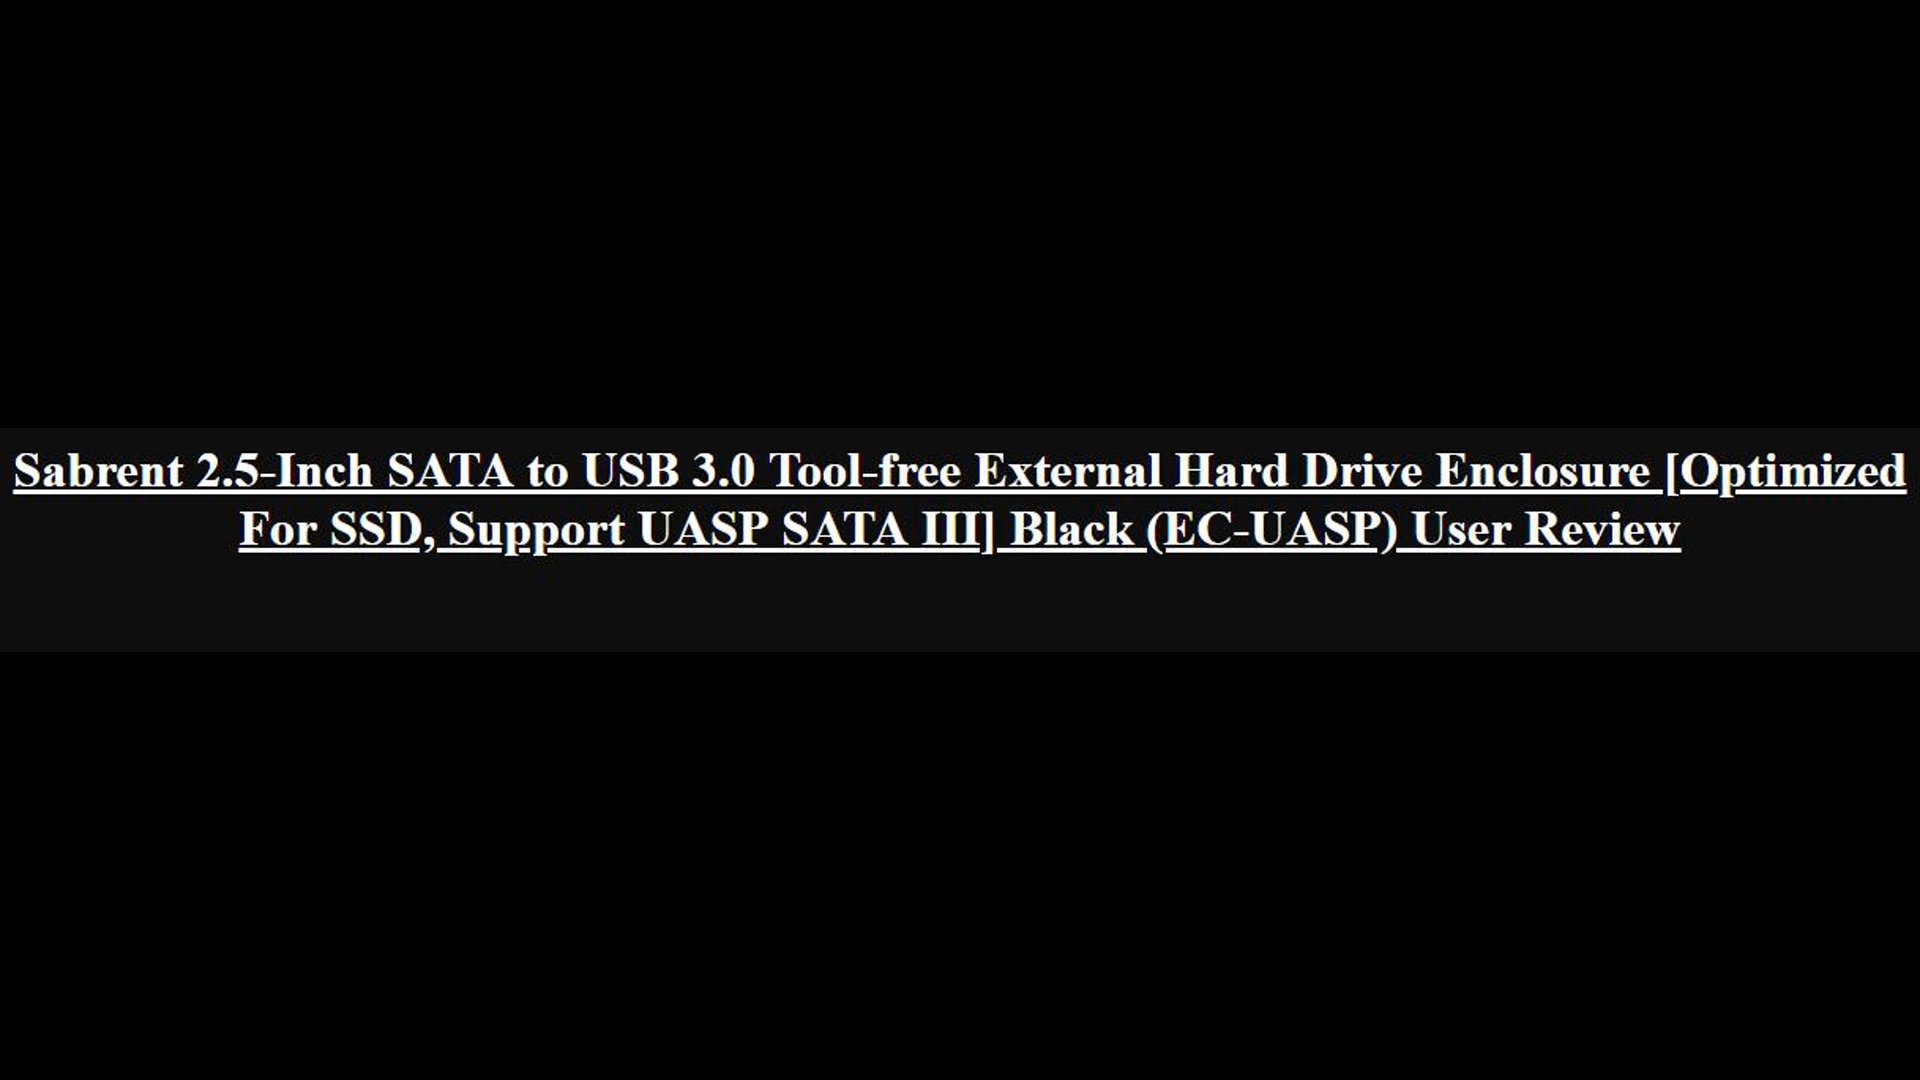 Sabrent 2.5-Inch SATA to USB 3.0 Tool-free External Hard Drive Enclosure [Optimized
For SSD, Support UASP SATA III] Black (EC-UASP) User Review